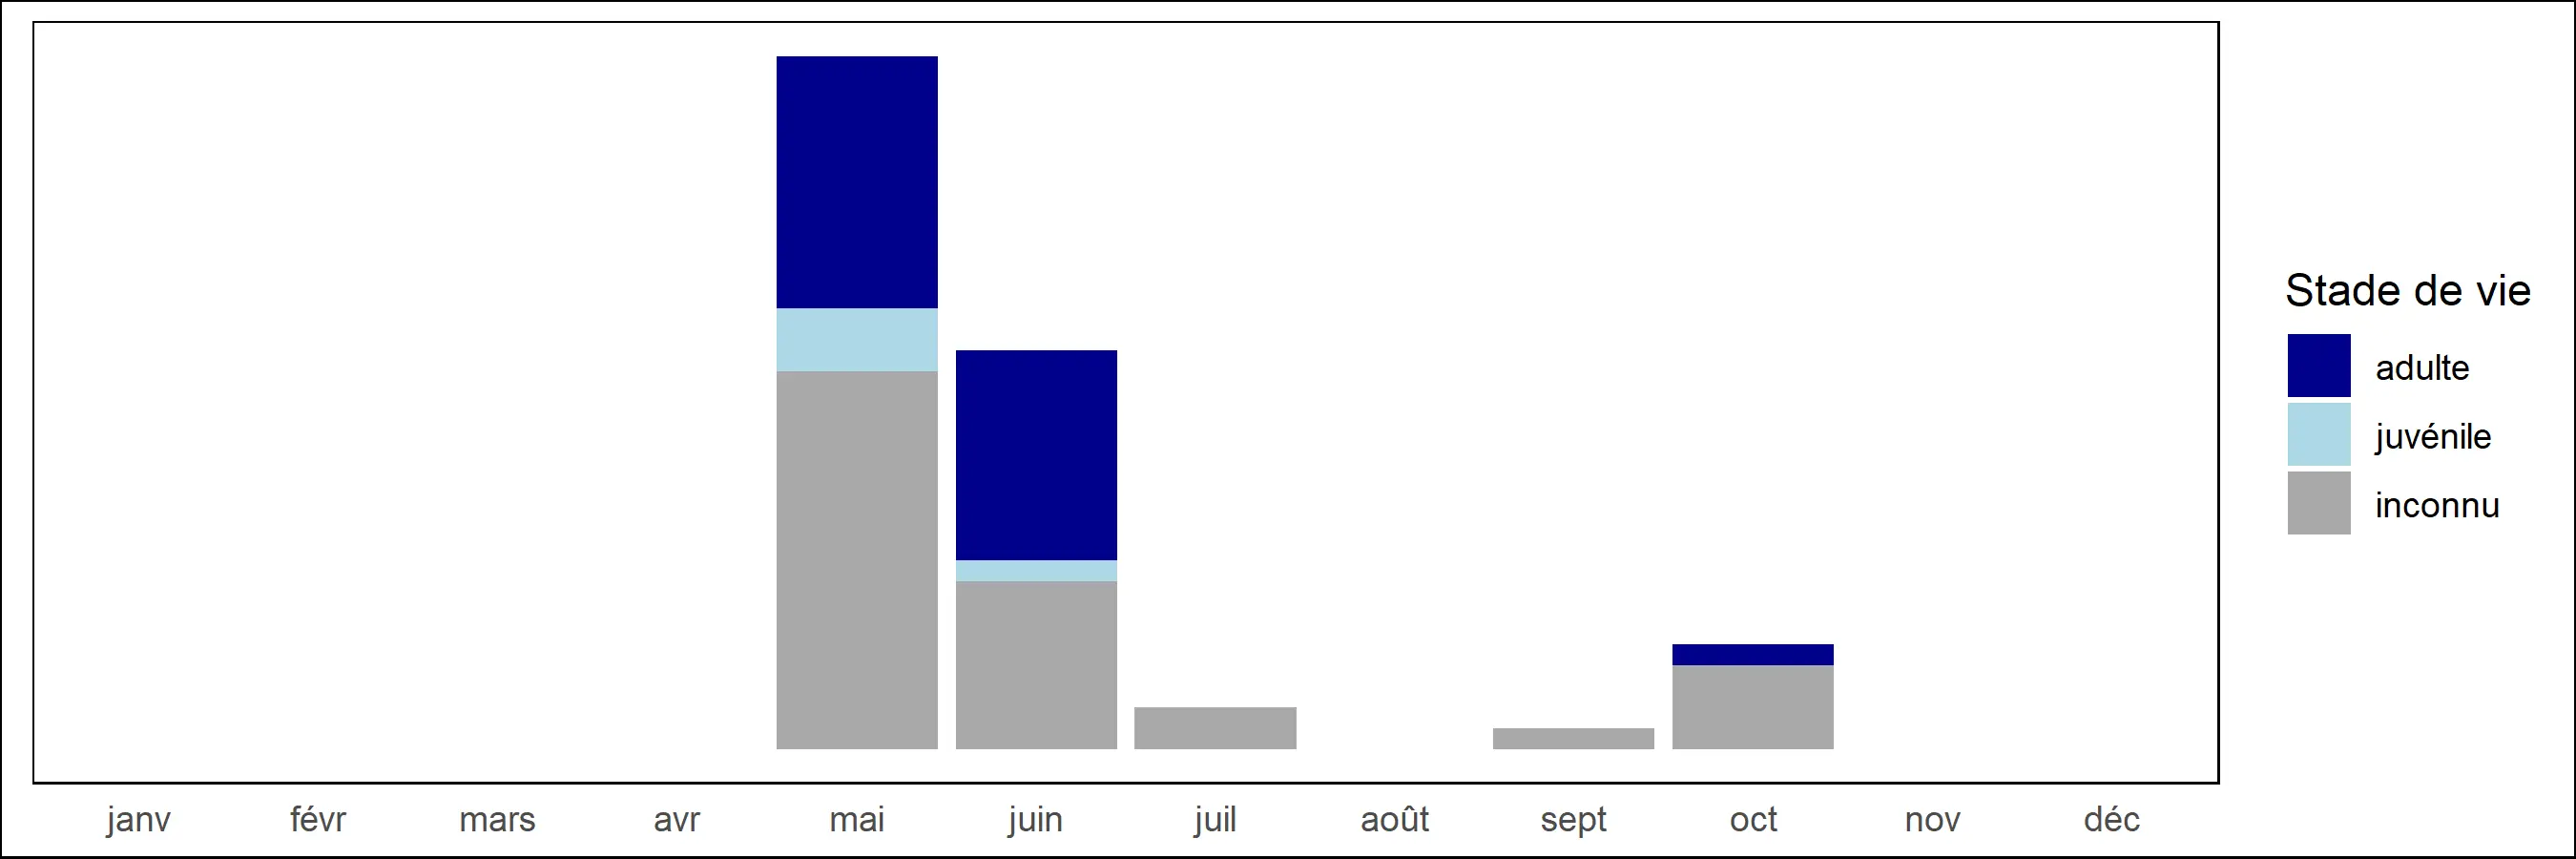 Stade de vie
adulte
juvénile
inconnu
janv févr mars avr mai juin juil août sept oct nov déc